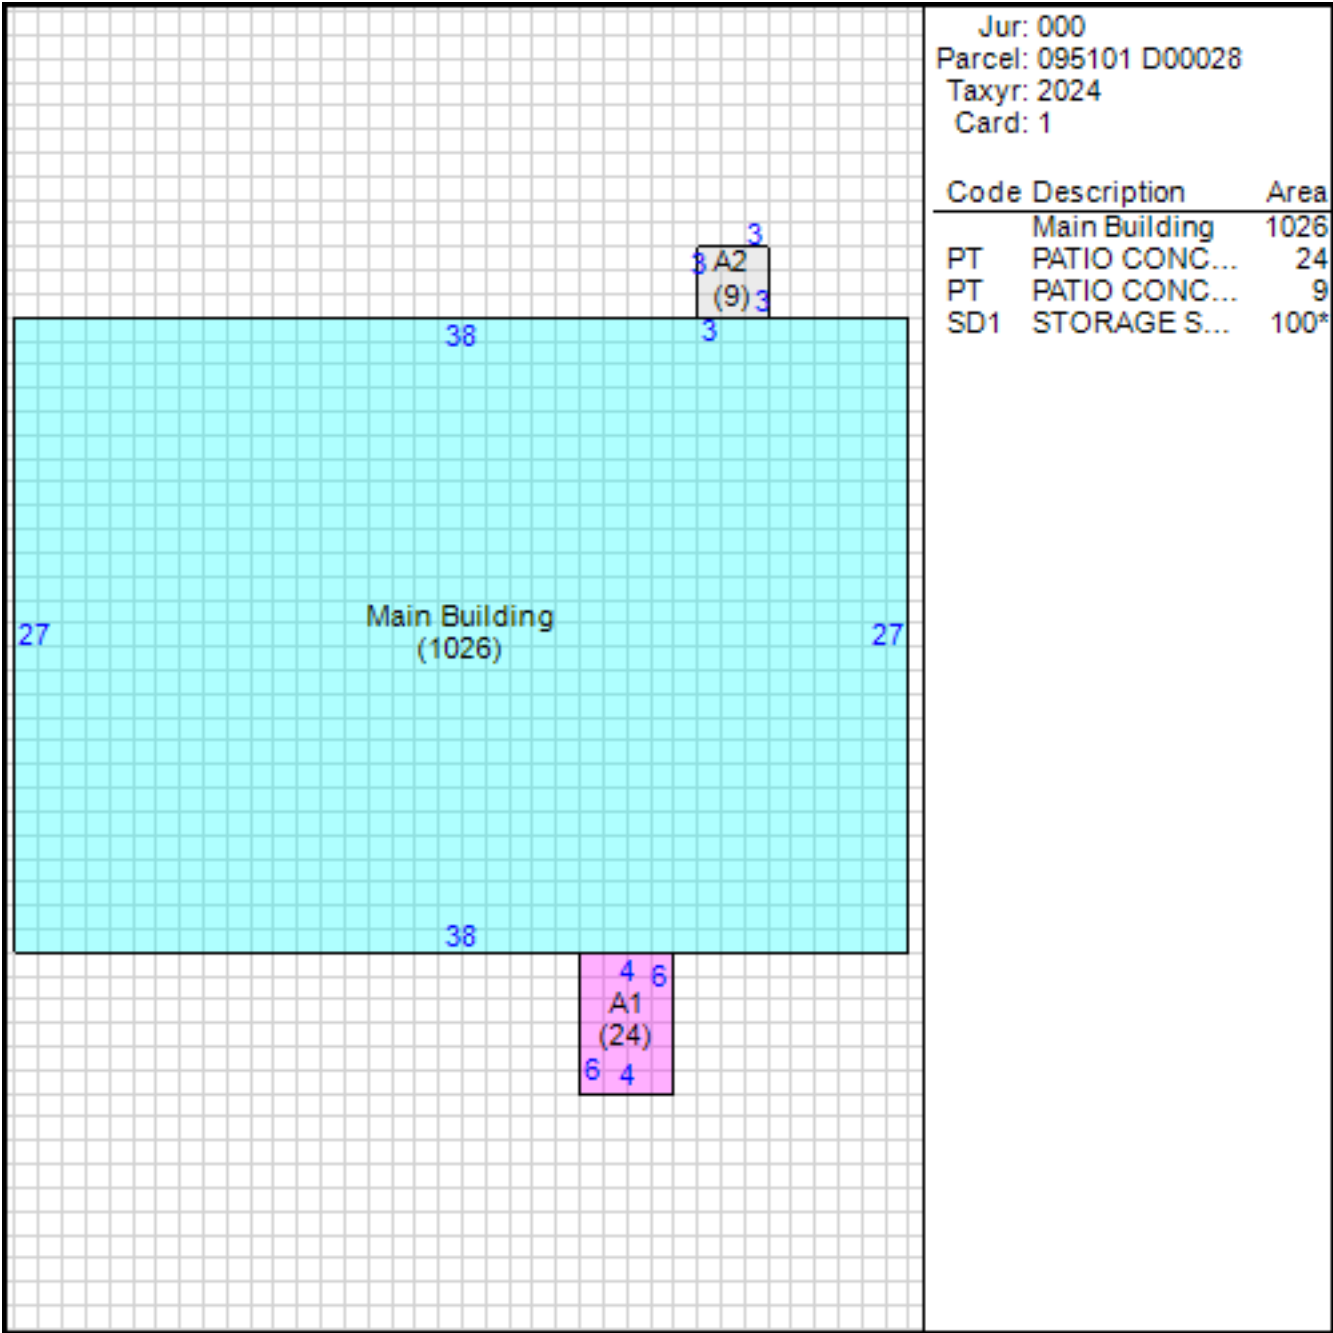 Jur: 000
Parcel: 095101 D00028
Taxyr: 2024
Card: 1
Code Description Area
Main Building 1026
PT PATIO CONC... 24
PT PATIO CONC... 9
SD1 STORAGE S... 100*
3
3 A2
(9) 3
3
38
27
Main Building
(1026)
27
38
4 6
A1
(24)
6 4